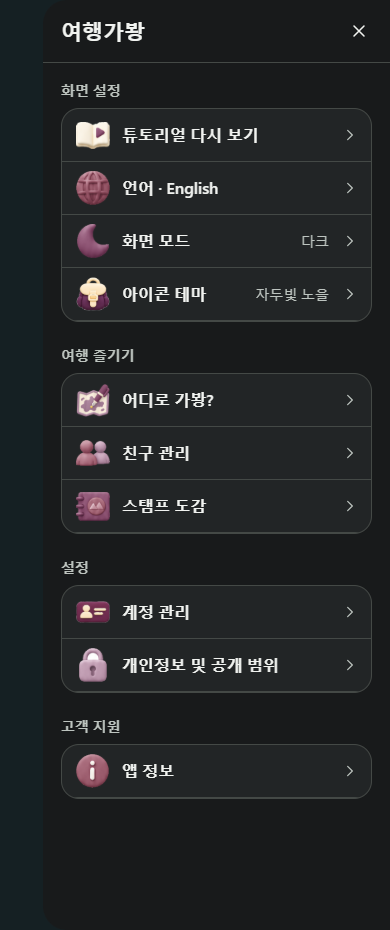 여행가봥
화면 설정
튜토리얼 다시 보기
언어 · English
화면 모드 다크
아이콘 테마 자두빛 노을
여행 즐기기
어디로 가봥?
친구 관리
스탬프 도감
설정
계정 관리
개인정보 및 공개 범위
고객 지원
앱 정보